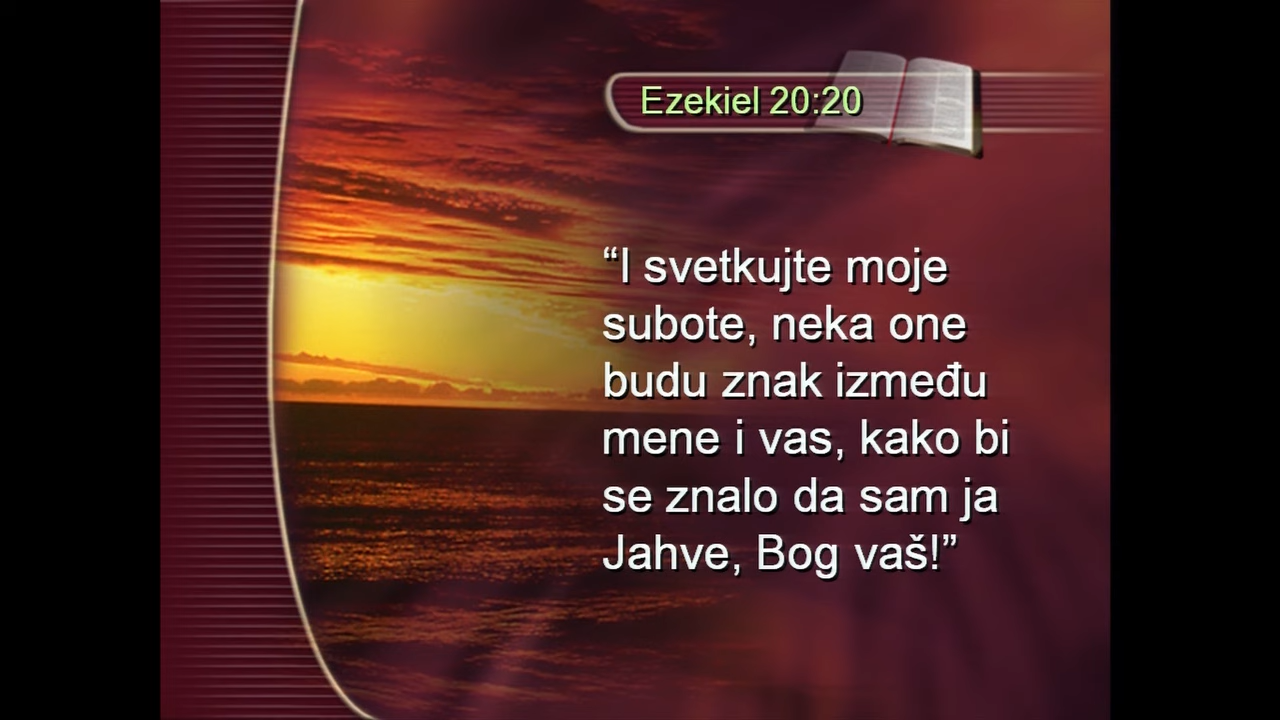 Ezekiel 20:20
“I svetkujte moje
subote, neka one
budu znak između
mene i vas, kako bi
se znalo da sam ja
Jahve, Bog vaš!”